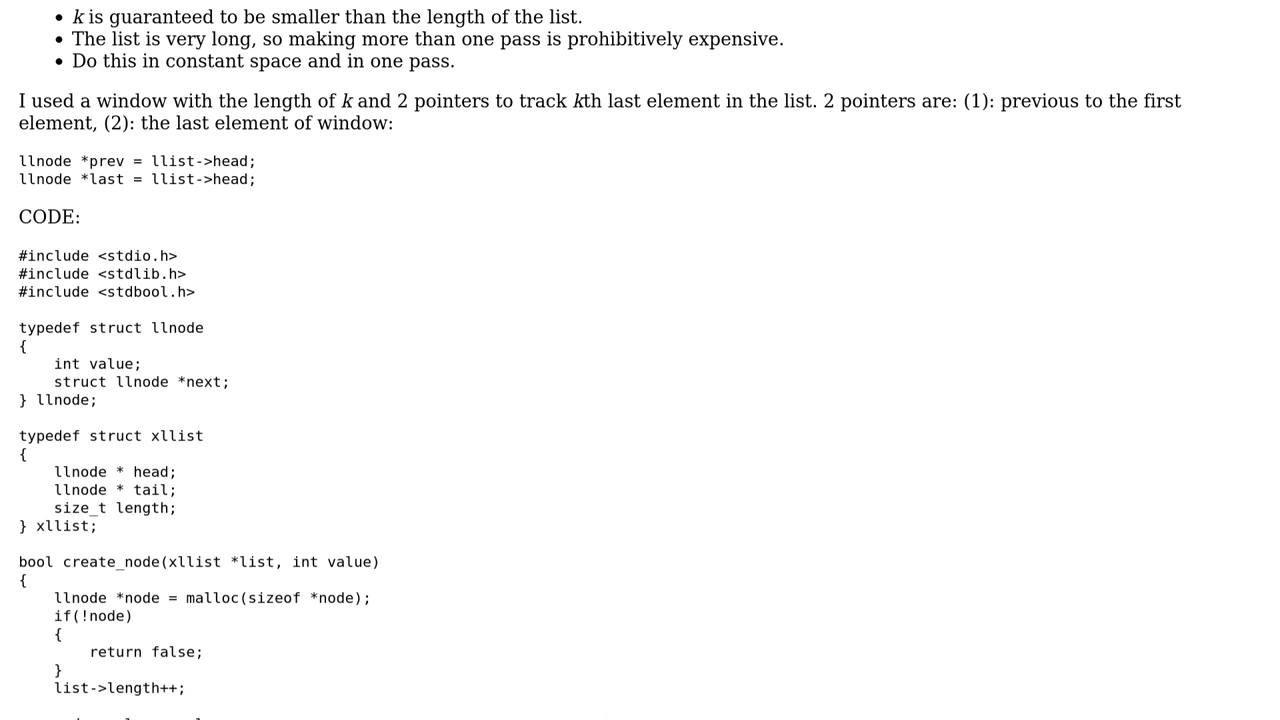 • k is guaranteed to be smaller than the length of the list.
• The list is very long, so making more than one pass is prohibitively expensive.
• Do this in constant space and in one pass.
I used a window with the length of k and 2 pointers to track kth last element in the list. 2 pointers are: (1): previous to the first
element, (2): the last element of window:
llnode *prev = llist->head;
llnode *last = llist->head;
CODE:
#include <stdio.h>
#include <stdlib.h>
#include <stdbool.h>
typedef struct llnode
{
    int value;
    struct llnode *next;
} llnode;
typedef struct xllist
{
    llnode * head;
    llnode * tail;
    size_t length;
} xllist;
bool create_node(xllist *list, int value)
{
    llnode *node = malloc(sizeof *node);
    if(!node)
    {
        return false;
    }
    list->length++;